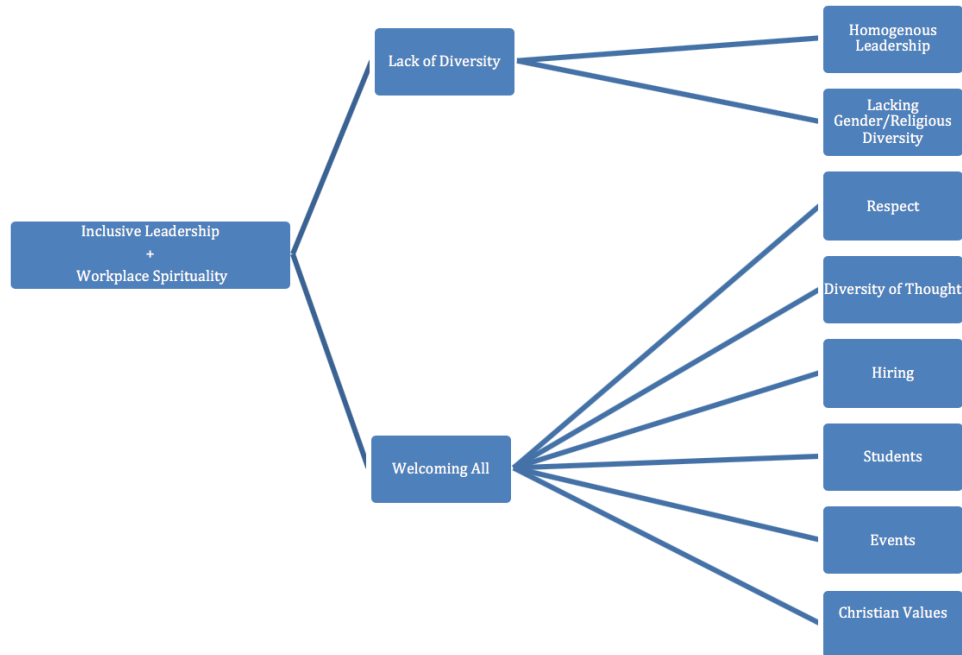 Inclusive Leadership
+
Workplace Spirituality
Lack of Diversity
Welcoming All
Homogenous
Leadership
Lacking
Gender/Religious
Diversity
Respect
Diversity of Thought
Hiring
Students
Events
Christian Values